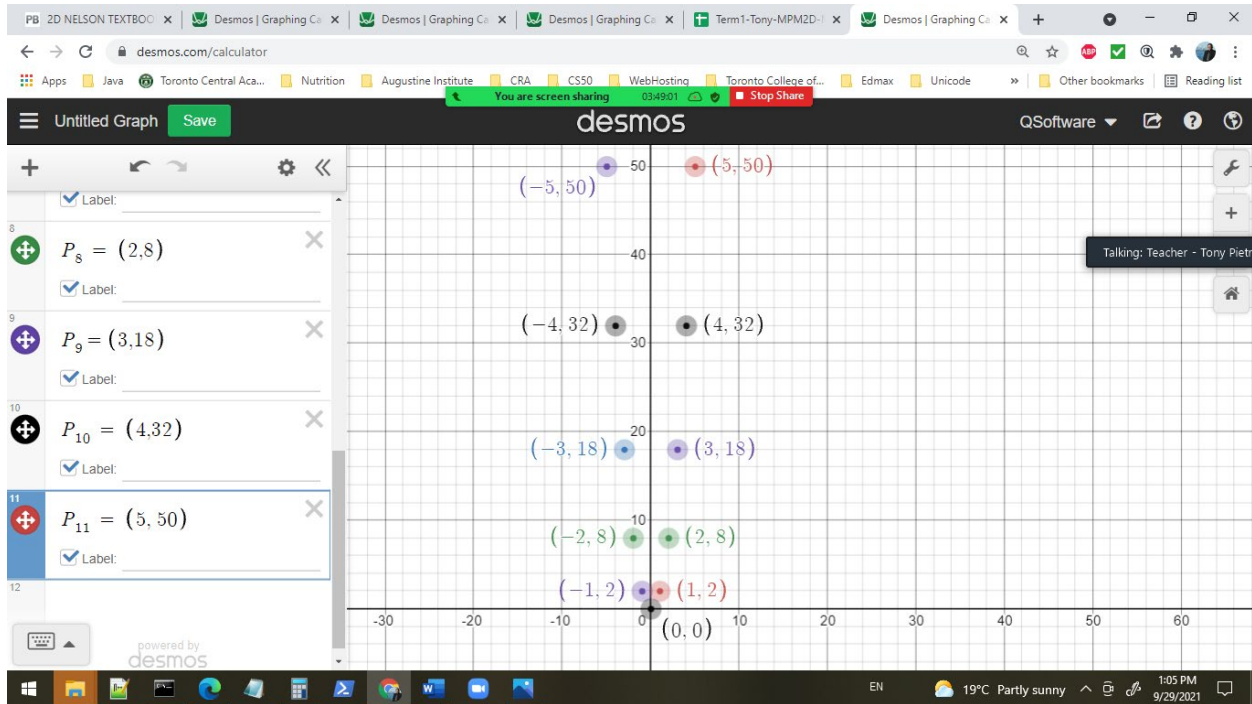 PB 2D NELSON TEXTBOO
Desmos | Graphing Ca
Desmos | Graphing Ca
Desmos | Graphing Ca
Term1-Tony-MPM2D-
Desmos | Graphing Ca
desmos.com/calculator
ABP
Apps Java Toronto Central Aca... Nutrition Augustine Institute CRA CS50 WebHosting Toronto College of... Edmax Unicode » Other bookmarks Reading list
You are screen sharing 03:49:01 Stop Share
Untitled Graph Save desmos QSoftware
Label:
8
P₈ = (2,8)
Label:
9
P₉ = (3,18)
Label:
10
P₁₀ = (4,32)
Label:
11
P₁₁ = (5, 50)
Label:
12
powered by
desmos
(−5, 50) 50 (5, 50)
40
Talking: Teacher - Tony Pietr
(−4, 32) (4, 32)
30
20
(−3, 18) (3, 18)
10
(−2, 8) (2, 8)
(−1, 2) (1, 2)
-30 -20 -10 0 10 20 30 40 50 60
(0, 0)
EN 19°C Partly sunny 1:05 PM
9/29/2021